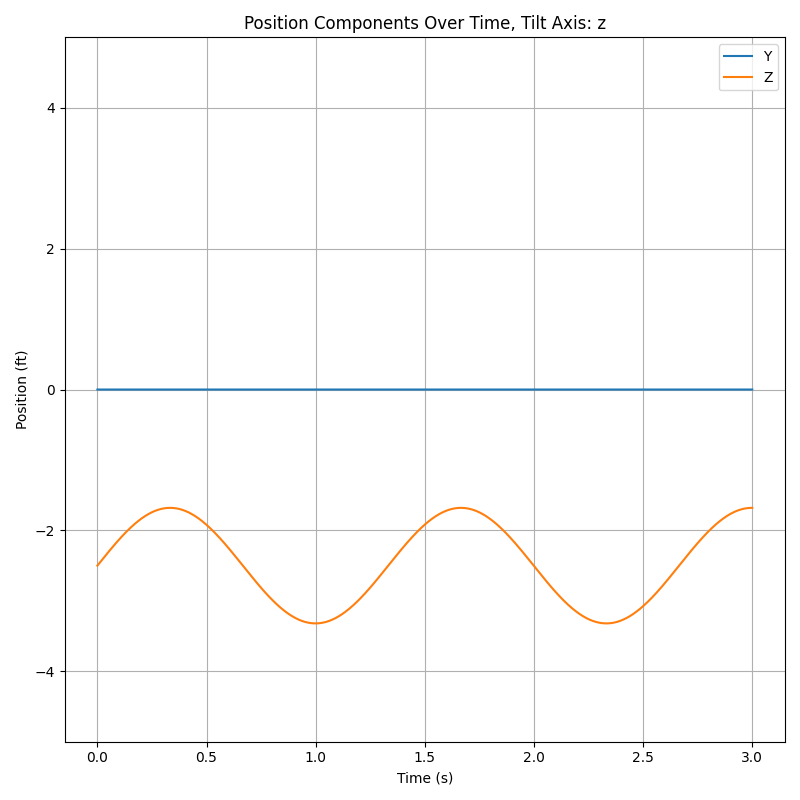 Position Components Over Time, Tilt Axis: z
Y
Z
Position (ft)
4
2
0
−2
−4
0.0 0.5 1.0 1.5 2.0 2.5 3.0
Time (s)